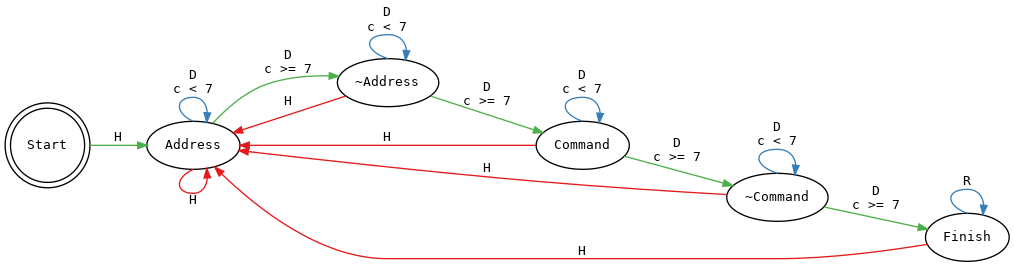 D
c < 7
D
c >= 7
~Address
D
c < 7
H
D
c >= 7
D
c < 7
Start
H
Address
H
Command
D
c >= 7
D
c < 7
H
~Command
H
D
c >= 7
R
Finish
H